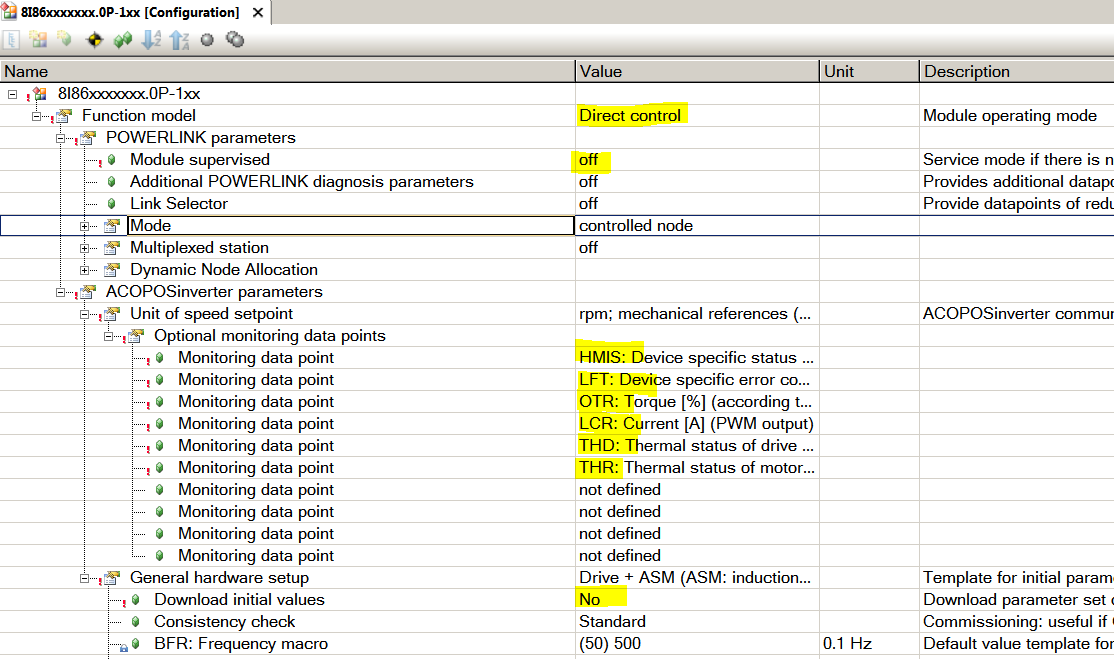 8I86xxxxxxx.0P-1xx [Configuration] ✕
Name Value Unit Description
8I86xxxxxxx.0P-1xx
Function model Direct control Module operating mode
POWERLINK parameters
Module supervised off Service mode if there is n
Additional POWERLINK diagnosis parameters off Provides additional datapo
Link Selector off Provide datapoints of redu
Mode controlled node
Multiplexed station off
Dynamic Node Allocation
ACOPOSinverter parameters
Unit of speed setpoint rpm; mechanical references (... ACOPOSinverter commun
Optional monitoring data points
Monitoring data point HMIS: Device specific status ...
Monitoring data point LFT: Device specific error co...
Monitoring data point OTR: Torque [%] (according t...
Monitoring data point LCR: Current [A] (PWM output)
Monitoring data point THD: Thermal status of drive ...
Monitoring data point THR: Thermal status of motor...
Monitoring data point not defined
Monitoring data point not defined
Monitoring data point not defined
Monitoring data point not defined
General hardware setup Drive + ASM (ASM: induction... Template for initial parame
Download initial values No Download parameter set o
Consistency check Standard Commissioning: useful if
BFR: Frequency macro (50) 500 0.1 Hz Default value template for